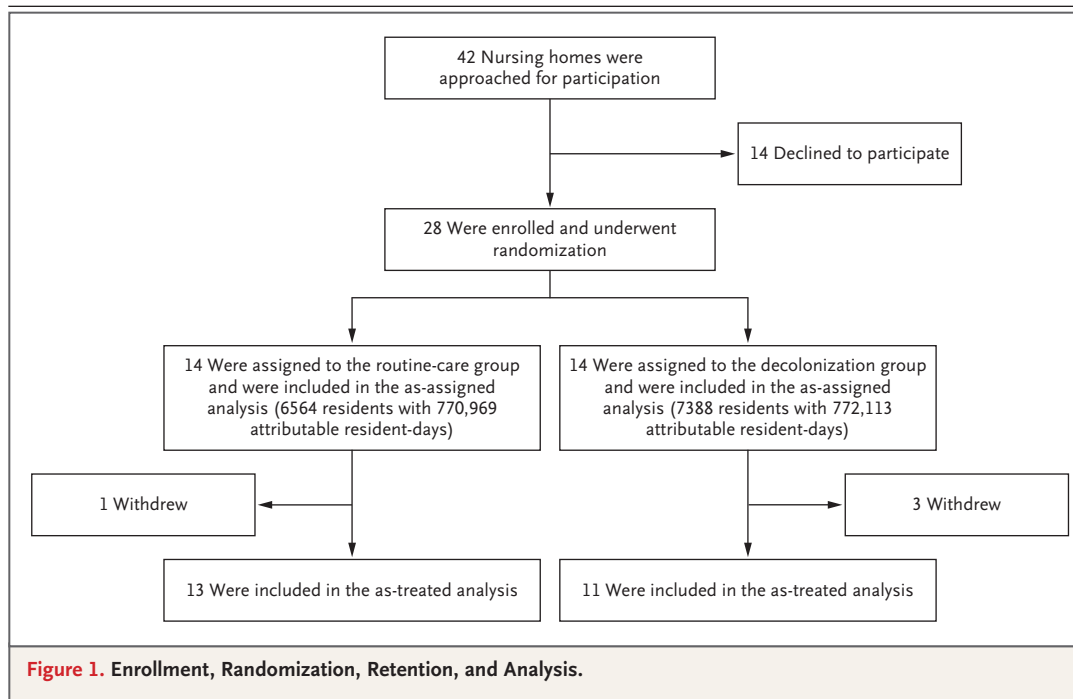 42 Nursing homes were
approached for participation
14 Declined to participate
28 Were enrolled and underwent
randomization
14 Were assigned to the routine-care group
and were included in the as-assigned
analysis (6564 residents with 770,969
attributable resident-days)
14 Were assigned to the decolonization group
and were included in the as-assigned
analysis (7388 residents with 772,113
attributable resident-days)
1 Withdrew
3 Withdrew
13 Were included in the as-treated analysis
11 Were included in the as-treated analysis
Figure 1. Enrollment, Randomization, Retention, and Analysis.